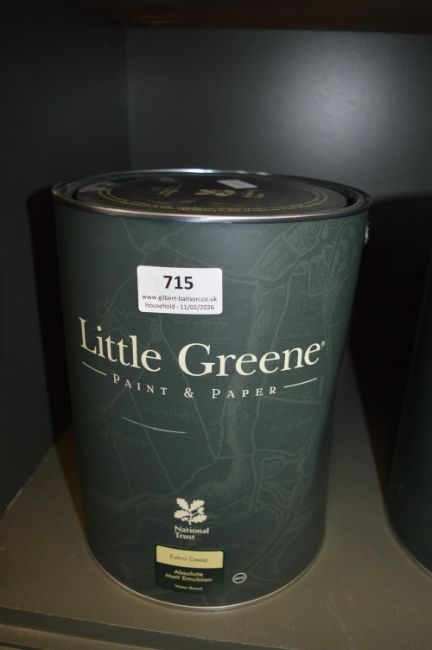 715
www.gilbert-baitson.co.uk
Household - 11/02/2026
Little Greene®
PAINT & PAPER
National
Trust
Extra Deep
Absolute
Matt Emulsion
Water Based